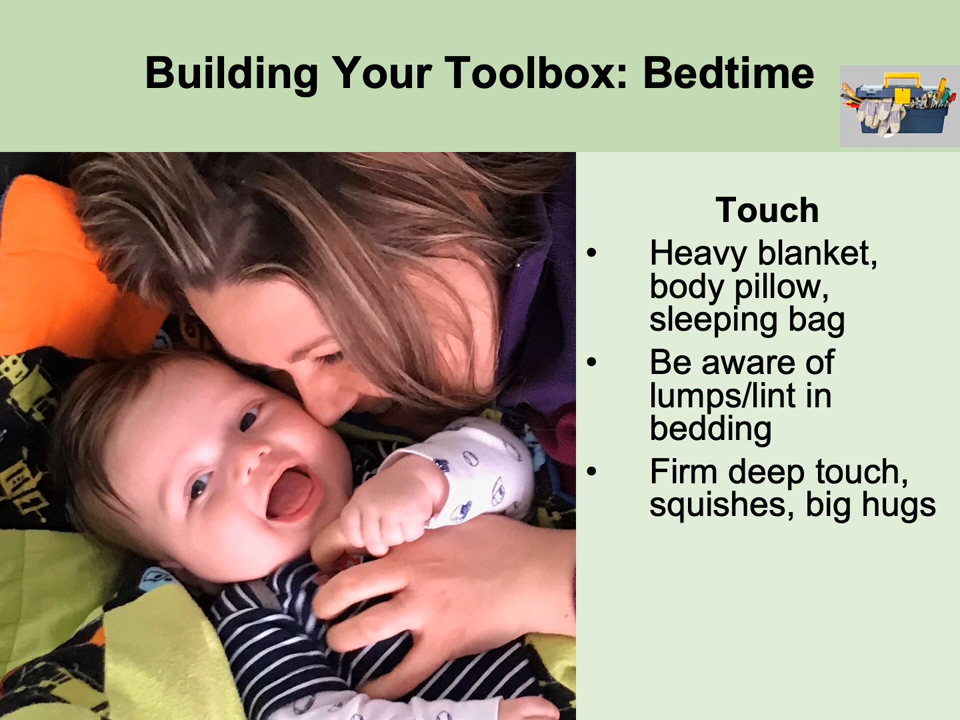 Building Your Toolbox: Bedtime
Touch
• Heavy blanket,
body pillow,
sleeping bag
• Be aware of
lumps/lint in
bedding
• Firm deep touch,
squishes, big hugs